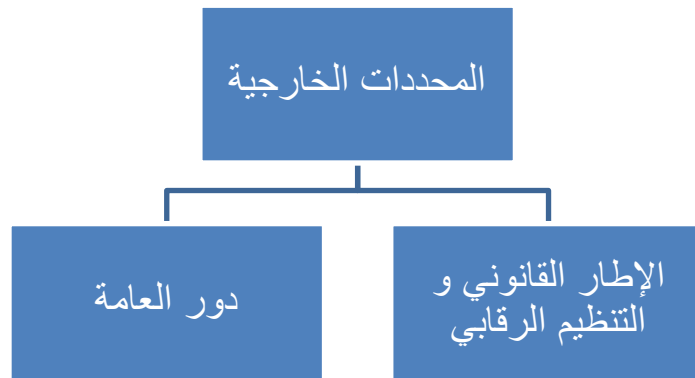 المحددات الخارجية
الإطار القانوني و
التنظيم الرقابي
دور العامة